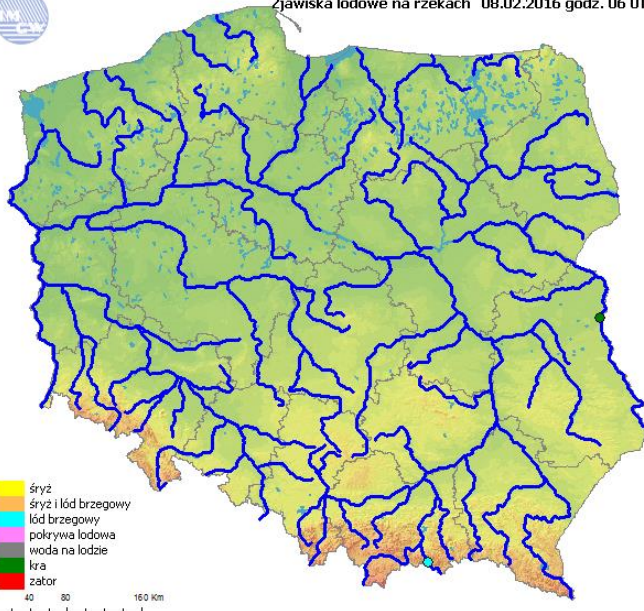 Zjawiska lodowe na rzekach 08.02.2016 godz. 06 01
śryż
śryż i lód brzegowy
lód brzegowy
pokrywa lodowa
woda na lodzie
kra
zator
40 80 160 Km